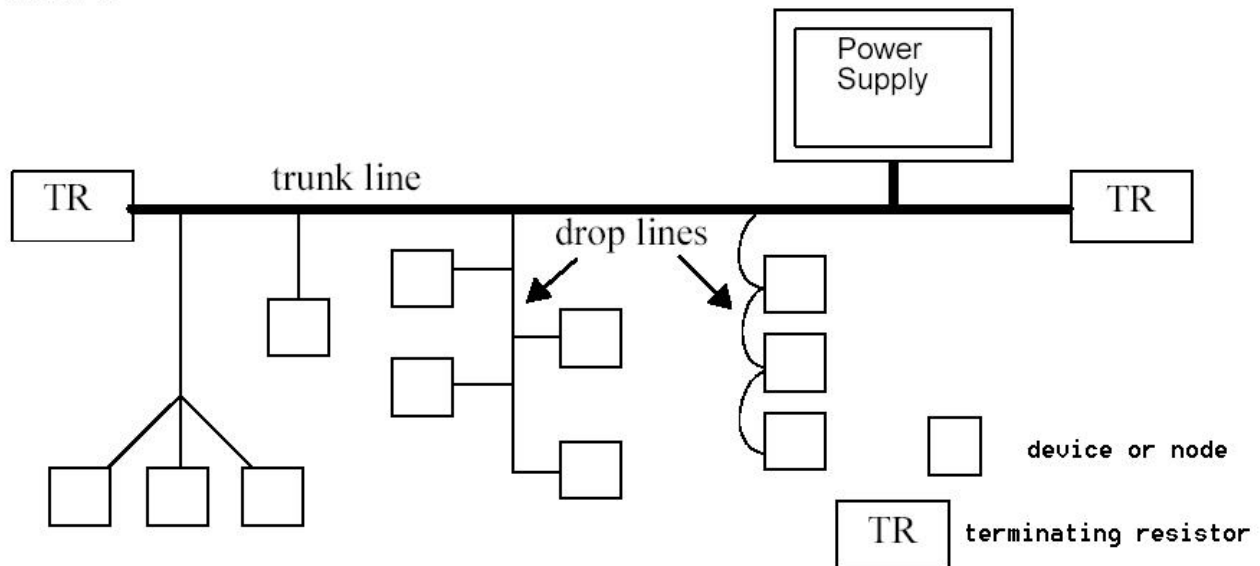 Power
Supply
TR
trunk line
TR
drop lines
device or node
TR
terminating resistor